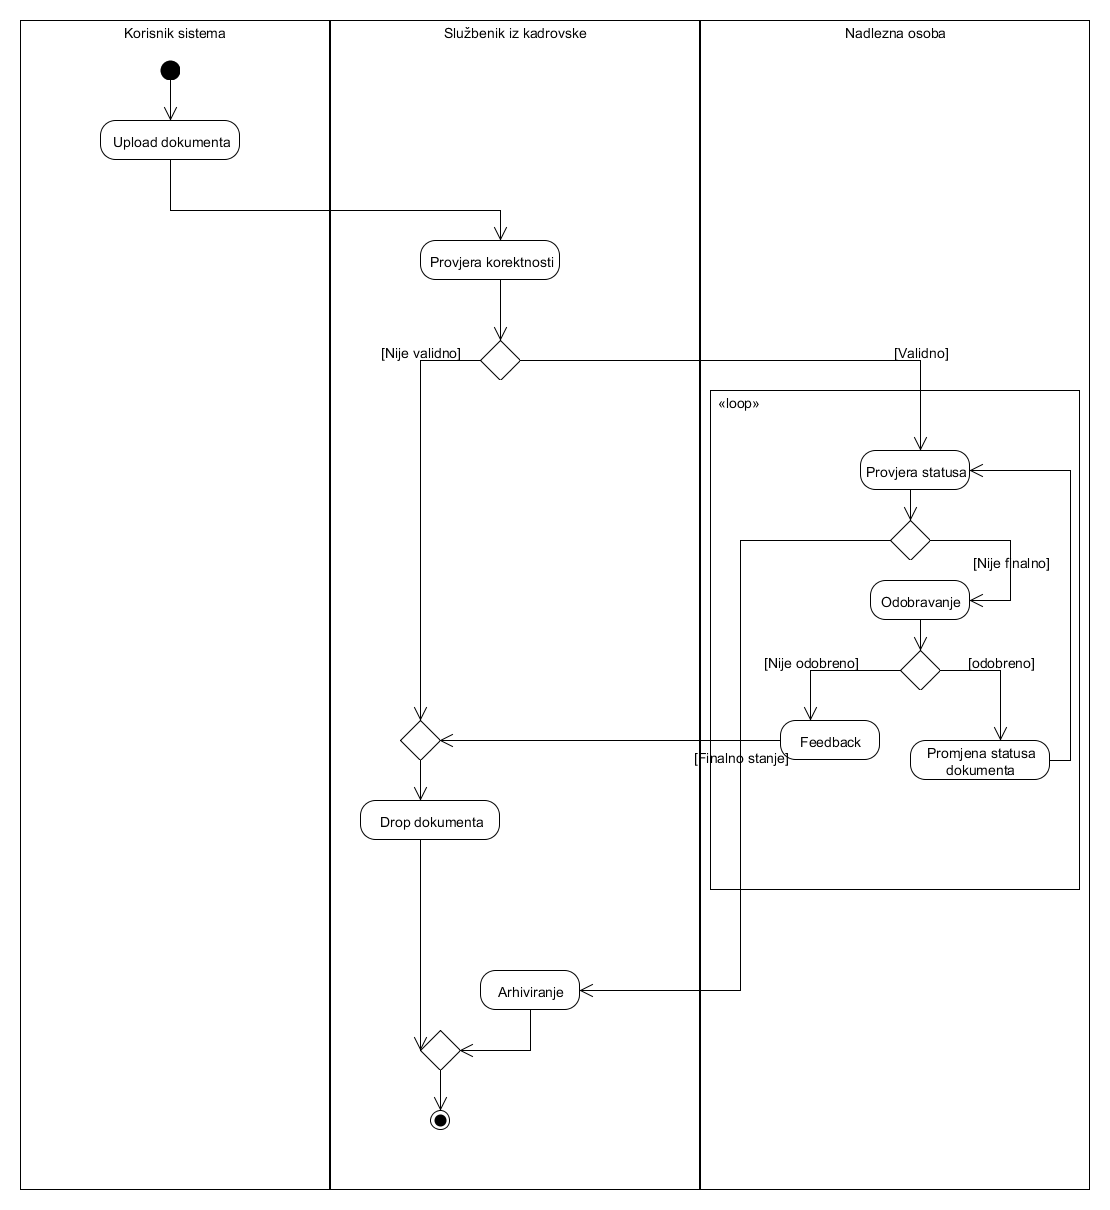 Korisnik sistema
Službenik iz kadrovske
Nadlezna osoba
Upload dokumenta
Provjera korektnosti
[Nije validno]
[Validno]
«loop»
Provjera statusa
[Nije finalno]
Odobravanje
[Nije odobreno]
[odobreno]
Feedback
Promjena statusa
dokumenta
[Finalno stanje]
Drop dokumenta
Arhiviranje